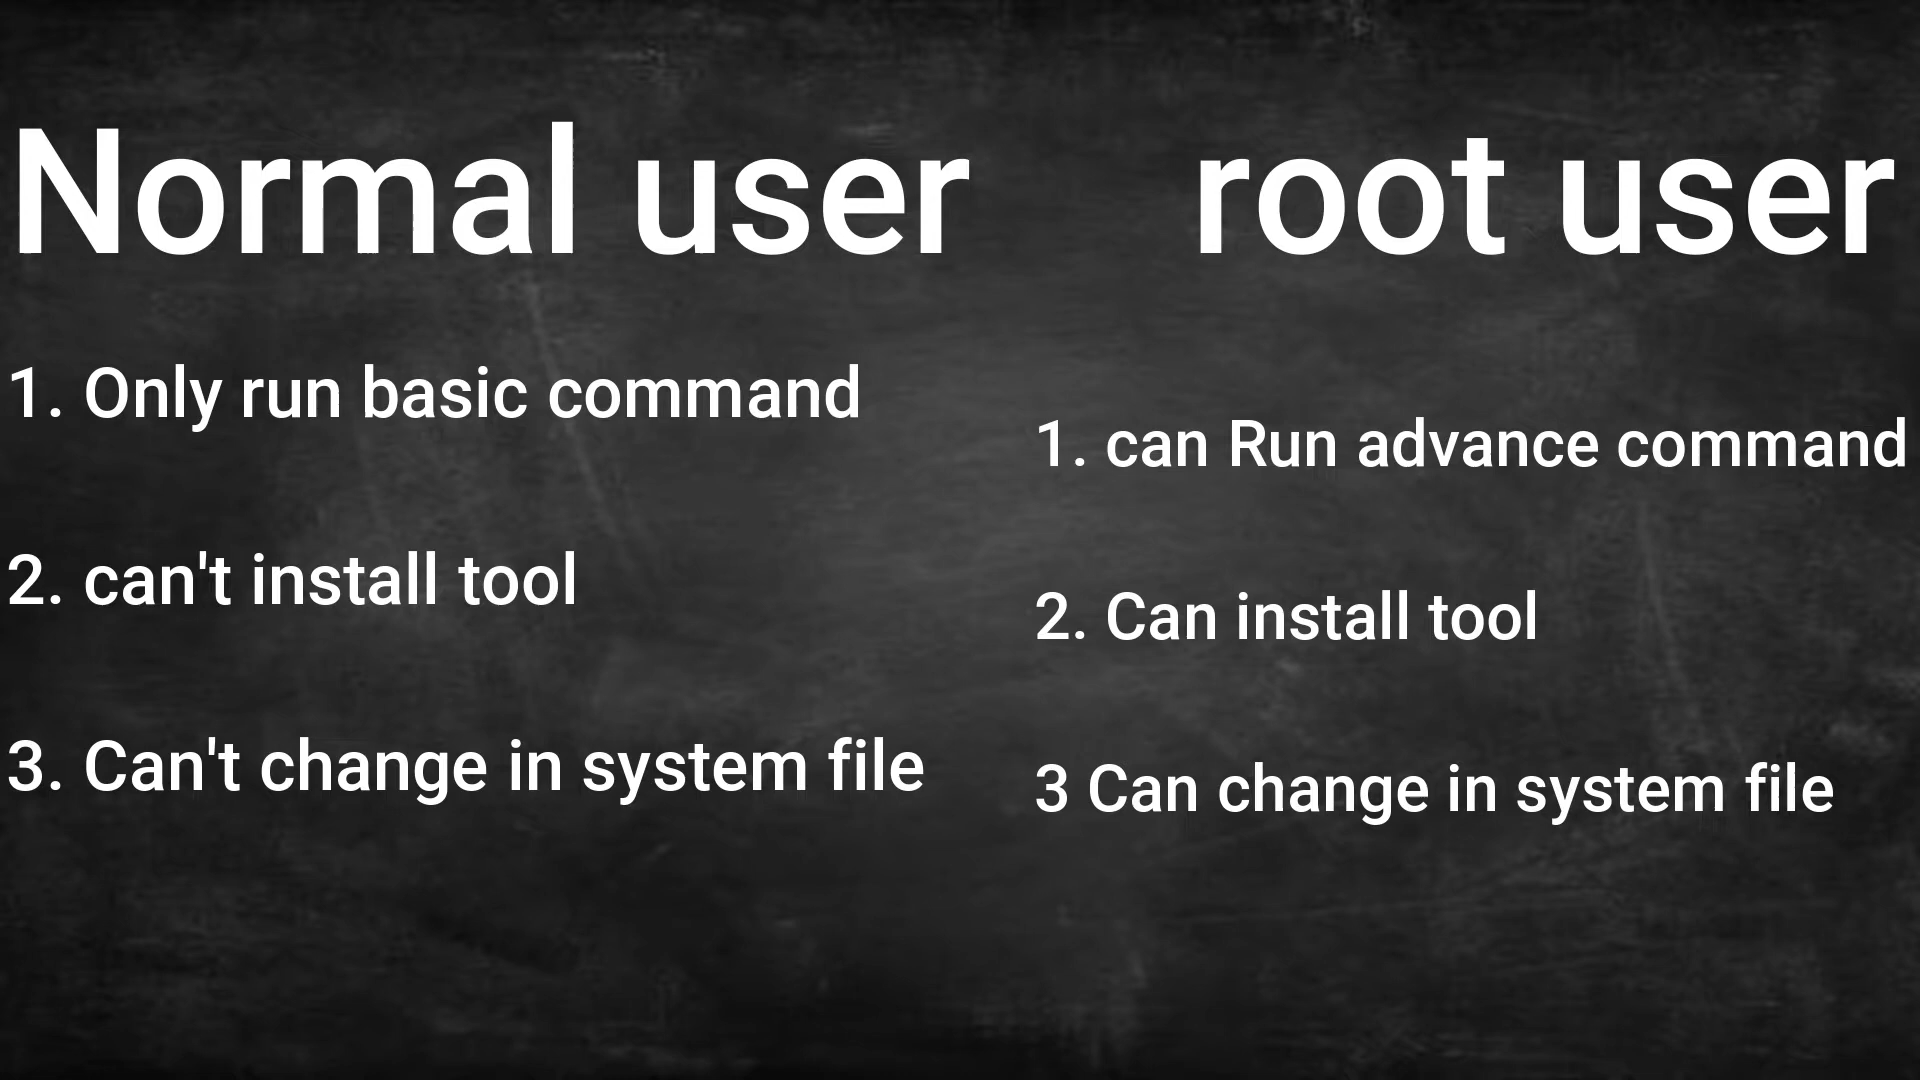 Normal user
1. Only run basic command
2. can't install tool
3. Can't change in system file
root user
1. can Run advance command
2. Can install tool
3 Can change in system file